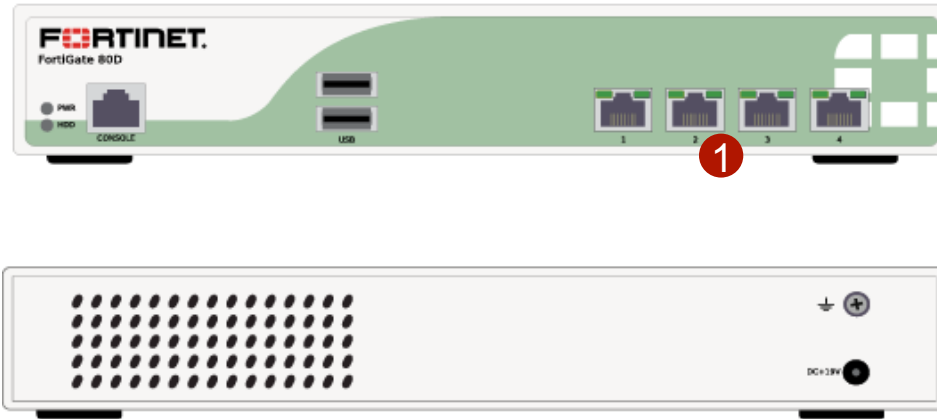 FORTINET.
FortiGate 80D
PWR
HDD
CONSOLE
USB
1
2
3
4
1
DC+19V